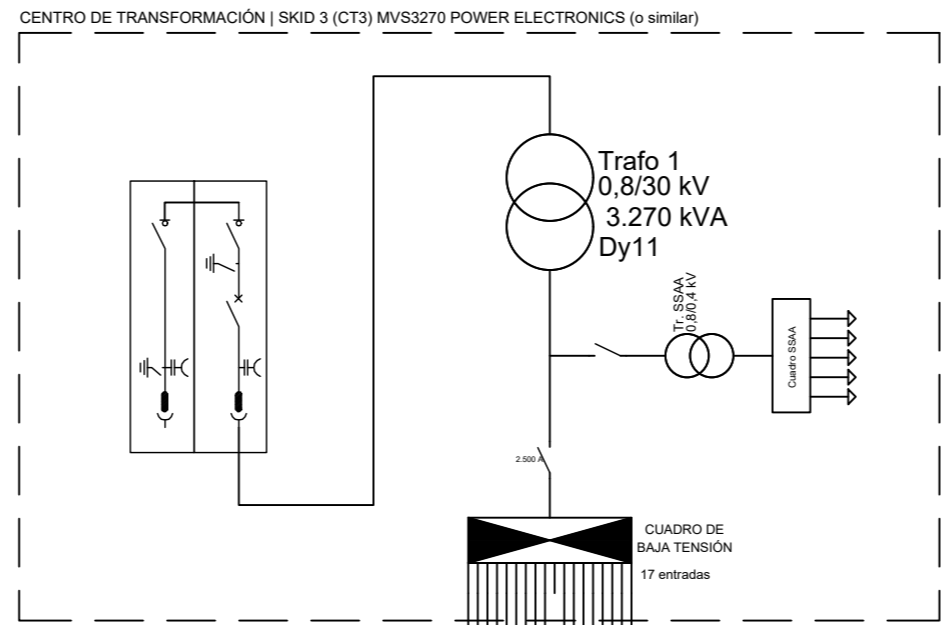 CENTRO DE TRANSFORMACIÓN | SKID 3 (CT3) MVS3270 POWER ELECTRONICS (o similar)
Trafo 1
0,8/30 kV
3.270 kVA
Dy11
Tr. SSAA
0,8/0,4 kV
Cuadro SSAA
2.500 A
CUADRO DE
BAJA TENSIÓN
17 entradas